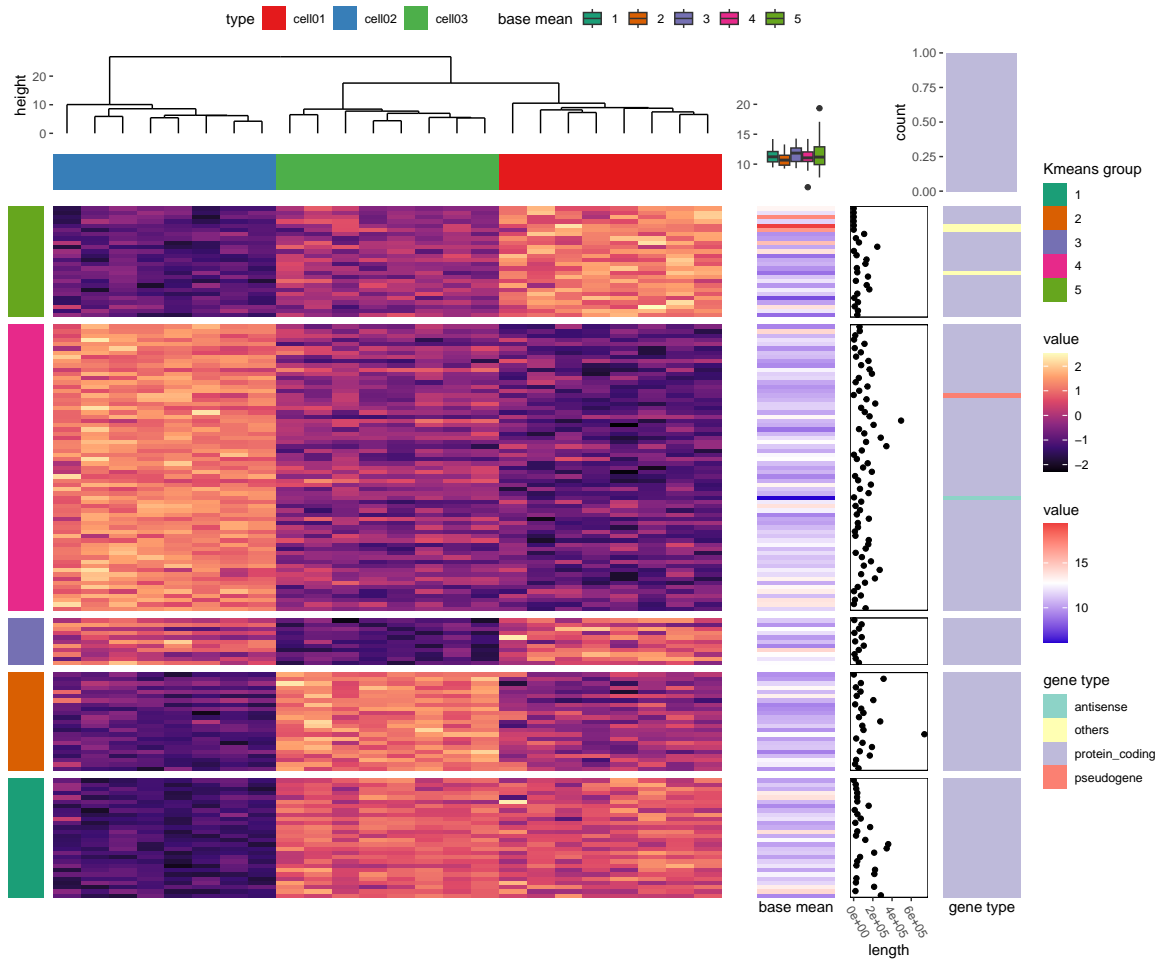 type cell01 cell02 cell03 base mean 1 2 3 4 5
height
20
10
0
20
15
10
count
1.00
0.75
0.50
0.25
0.00
Kmeans group
1
2
3
4
5
value
2
1
0
−1
−2
value
15
10
gene type
antisense
others
protein_coding
pseudogene
base mean
0e+00
2e+05
4e+05
6e+05
length
gene type